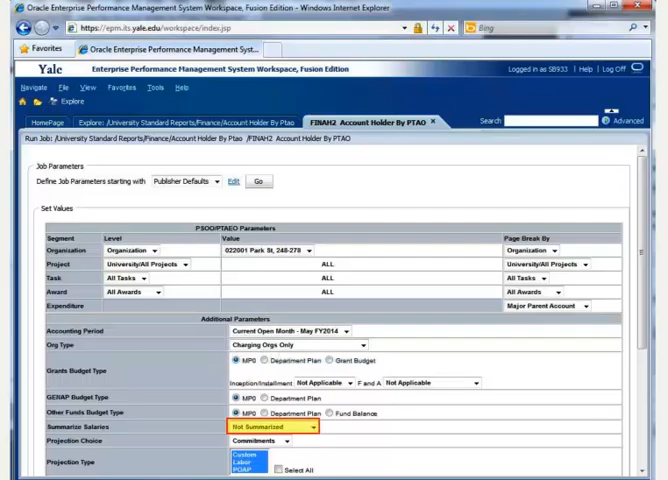 Oracle Enterprise Performance Management System Workspace, Fusion Edition - Windows Internet Explorer
https://epm.its.yale.edu/workspace/index.jsp
Bing
Favorites Oracle Enterprise Performance Management System Worksp...
Yale Enterprise Performance Management System Workspace, Fusion Edition Logged in as SB933 | Help | Log Off
Navigate File View Favorites Tools Help
Explore
HomePage Explore: /University Standard Reports/Finance/Account Holder By Ptao FINAH2 Account Holder By PTAO × Search Advanced
Run Job: /University Standard Reports/Finance/Account Holder By Ptao /FINAH2 Account Holder By PTAO
Job Parameters
Define Job Parameters starting with Publisher Defaults Edit Go
Set Values
PSOO/PTAEO Parameters
Segment Level Value Page Break By
Organization Organization 022001 Park St, 248-278 Organization
Project University/All Projects ALL University/All Projects
Task All Tasks ALL All Tasks
Award All Awards ALL All Awards
Expenditure Major Parent Account
Additional Parameters
Accounting Period Current Open Month - May FY2014
Org Type Charging Orgs Only
Grants Budget Type MP0 Department Plan Grant Budget
Inception/Installment Not Applicable F and A Not Applicable
GENAP Budget Type MP0 Department Plan
Other Funds Budget Type MP0 Department Plan Fund Balance
Summarize Salaries Not Summarized
Projection Choice Commitments
Projection Type Custom
Labor
POAP Select All